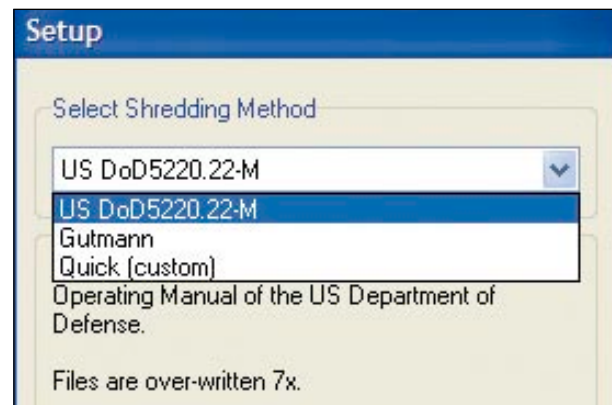 Setup
Select Shredding Method
US DoD5220.22-M
US DoD5220.22-M
Gutmann
Quick (custom)
Operating Manual of the US Department of
Defense.
Files are over-written 7x.